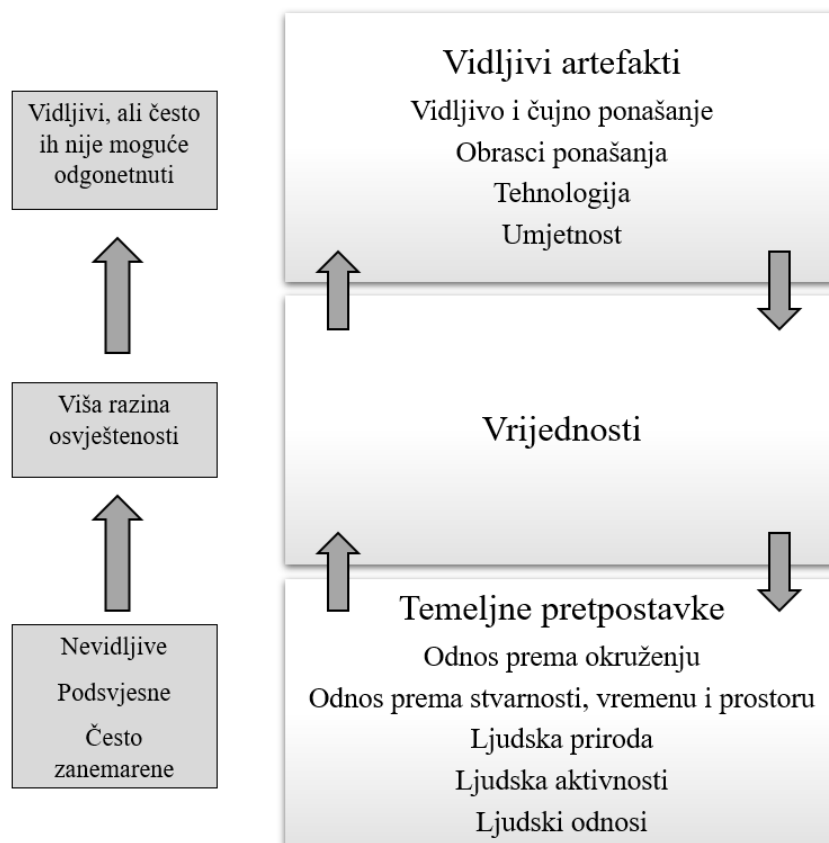 Vidljivi, ali često
ih nije moguće
odgonetnuti
Vidljivi artefakti
Vidljivo i čujno ponašanje
Obrasci ponašanja
Tehnologija
Umjetnost
Viša razina
osvještenosti
Vrijednosti
Nevidljive
Podsvjesne
Često
zanemarene
Temeljne pretpostavke
Odnos prema okruženju
Odnos prema stvarnosti, vremenu i prostoru
Ljudska priroda
Ljudska aktivnosti
Ljudski odnosi